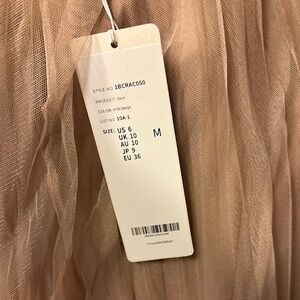 STYLE NO: 1BCRAC050
PRODUCT: Skirt
COLOR: 018-Beige
LOT NO: 10A-1
SIZE: US 6 M
UK 10
AU 10
JP 9
EU 36